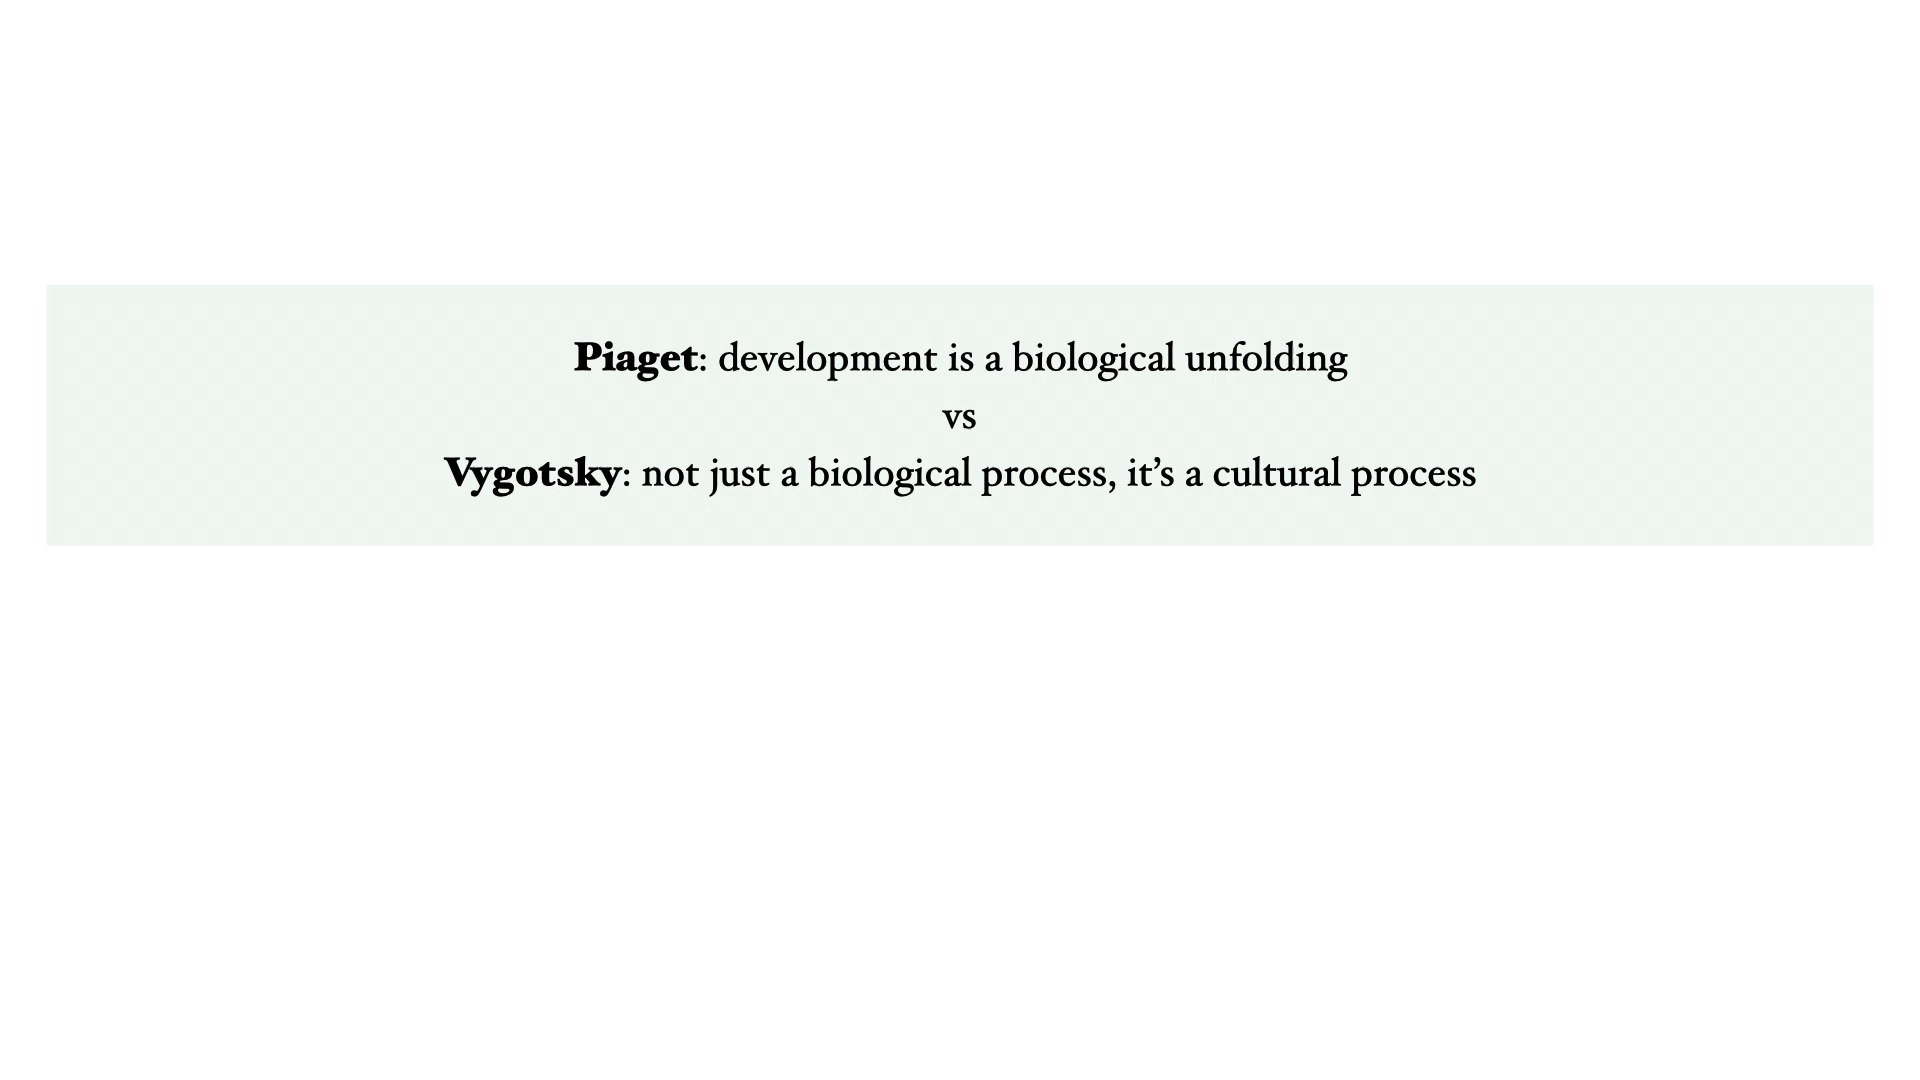 Piaget: development is a biological unfolding
vs
Vygotsky: not just a biological process, it’s a cultural process